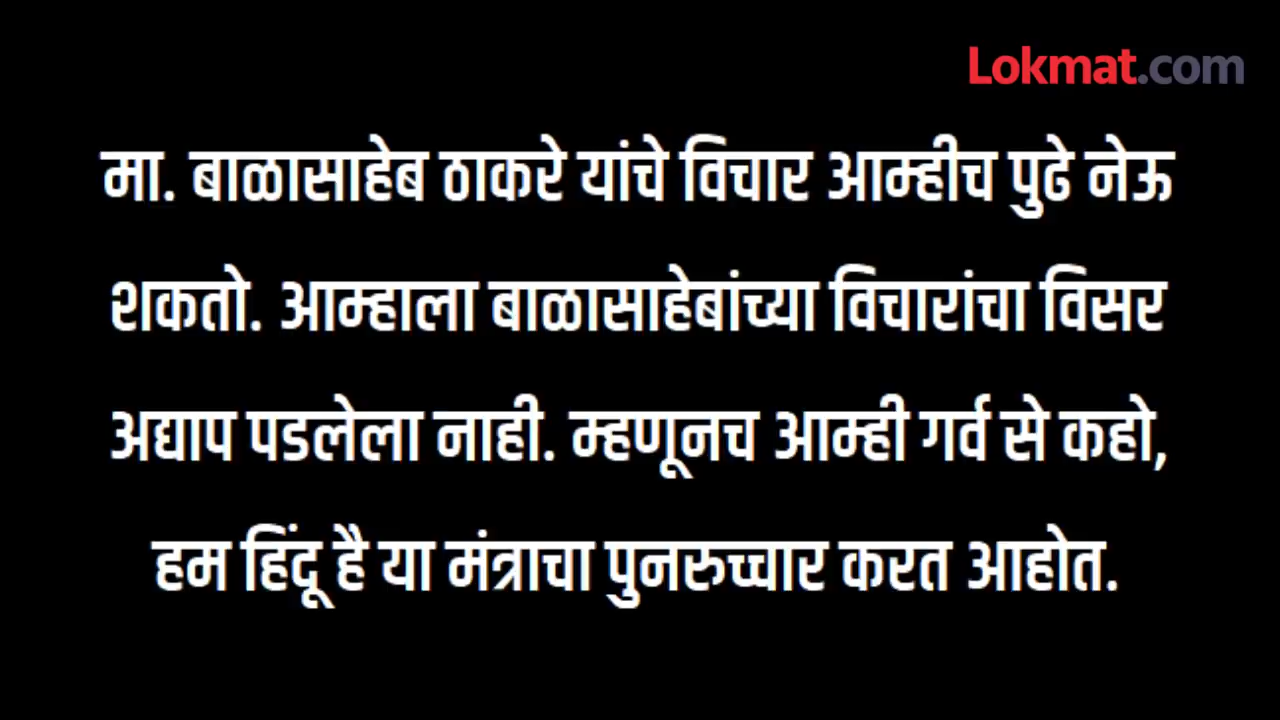 Lokmat.com
मा. बाळासाहेब ठाकरे यांचे विचार आम्हीच पुढे नेऊ
शकतो. आम्हाला बाळासाहेबांच्या विचारांचा विसर
अद्याप पडलेला नाही. म्हणूनच आम्ही गर्व से कहो,
हम हिंदू है या मंत्राचा पुनरुच्चार करत आहोत.